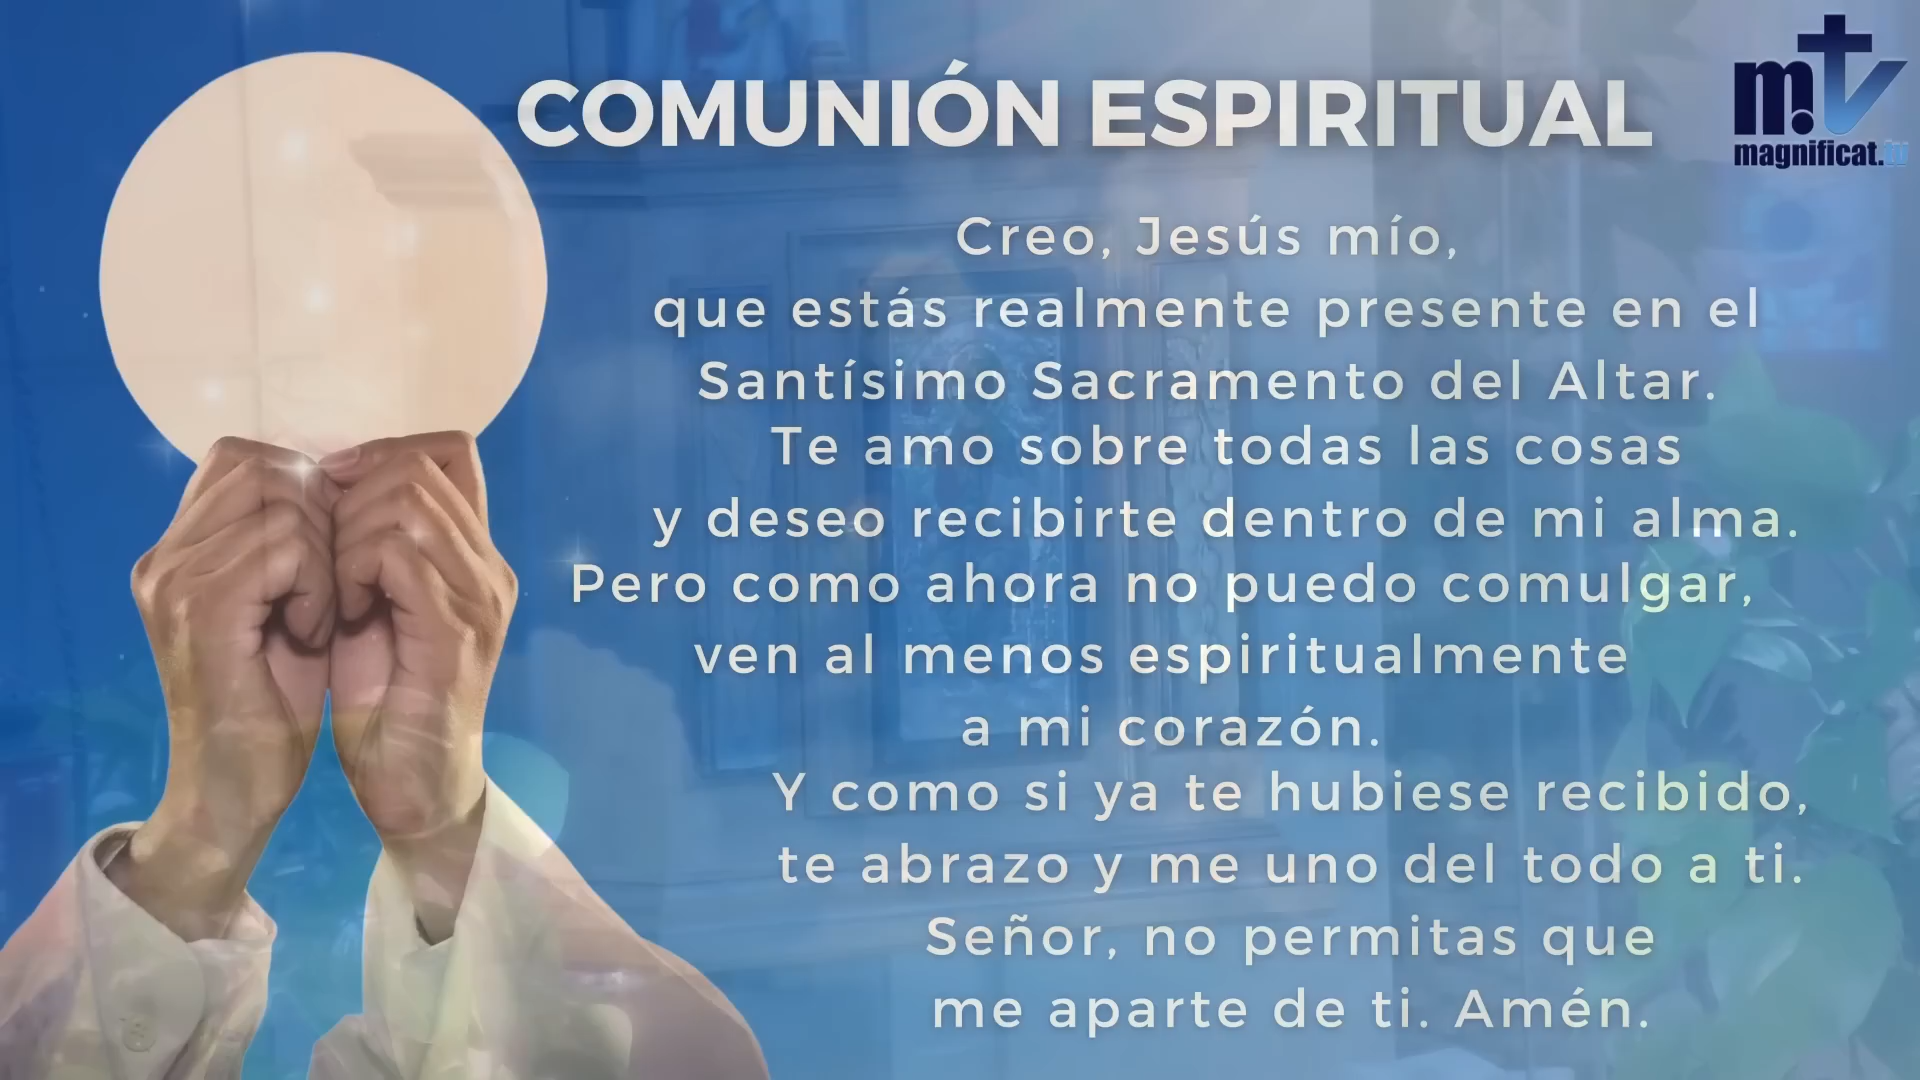 COMUNIÓN ESPIRITUAL
mtv
magnificat.tv
Creo, Jesús mío,
que estás realmente presente en el
Santísimo Sacramento del Altar.
Te amo sobre todas las cosas
y deseo recibirte dentro de mi alma.
Pero como ahora no puedo comulgar,
ven al menos espiritualmente
a mi corazón.
Y como si ya te hubiese recibido,
te abrazo y me uno del todo a ti.
Señor, no permitas que
me aparte de ti. Amén.